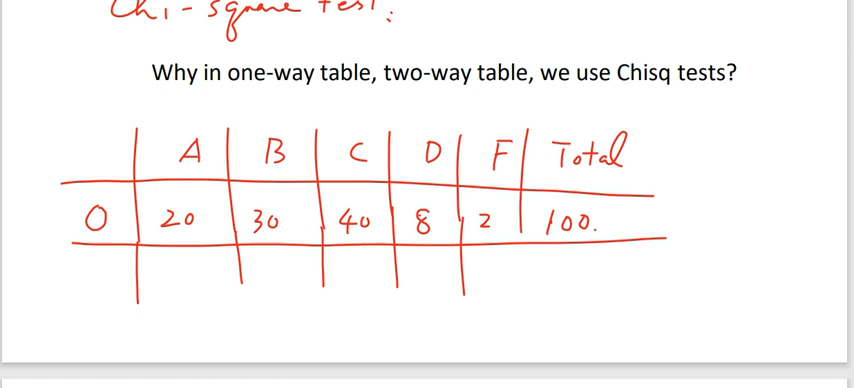 Chi-square test:
Why in one-way table, two-way table, we use Chisq tests?
A B C D F Total
O 20 30 40 8 2 100.